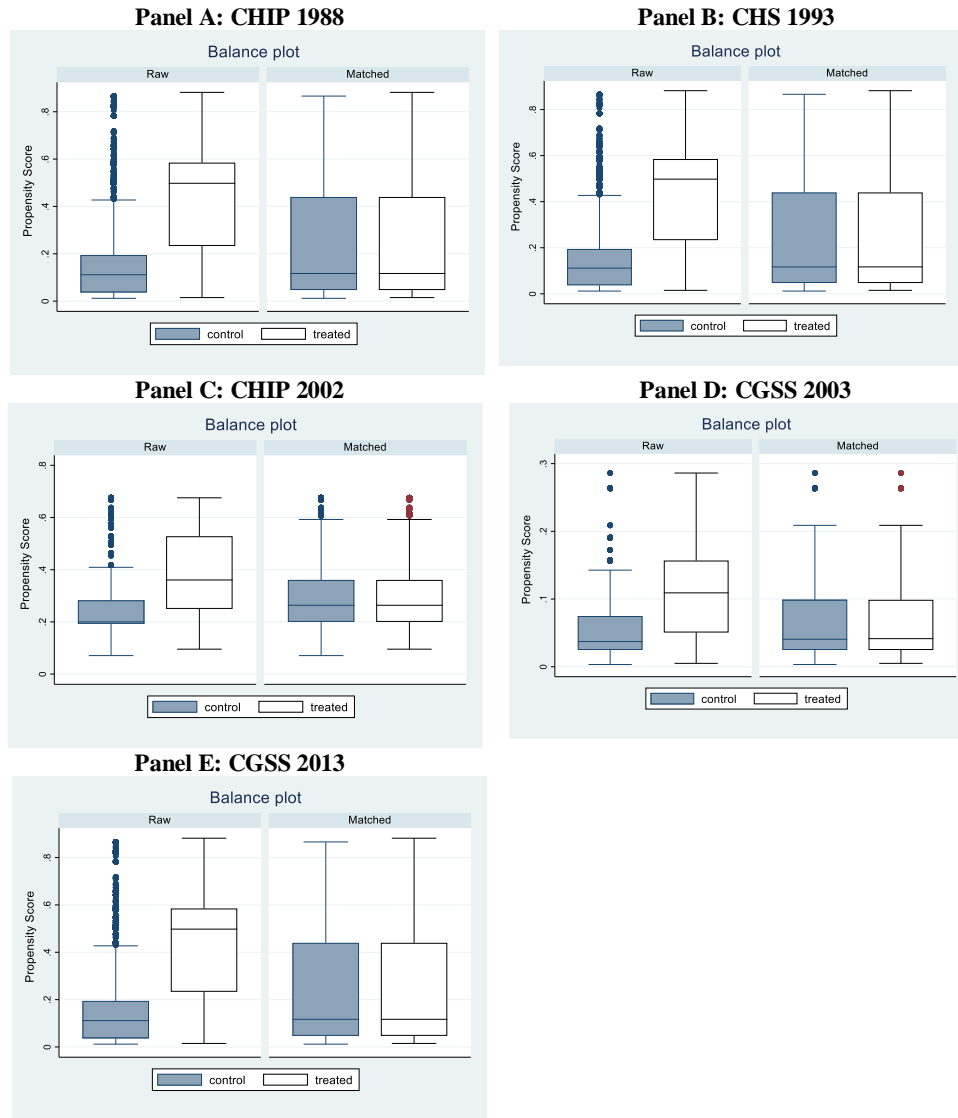 Panel A: CHIP 1988
Balance plot
Raw
Matched
Propensity Score
.8
.6
.4
.2
0
control
treated
Panel B: CHS 1993
Balance plot
Raw
Matched
Propensity Score
.8
.6
.4
.2
0
control
treated
Panel C: CHIP 2002
Balance plot
Raw
Matched
Propensity Score
.8
.6
.4
.2
0
control
treated
Panel D: CGSS 2003
Balance plot
Raw
Matched
Propensity Score
.3
.2
.1
0
control
treated
Panel E: CGSS 2013
Balance plot
Raw
Matched
Propensity Score
.8
.6
.4
.2
0
control
treated